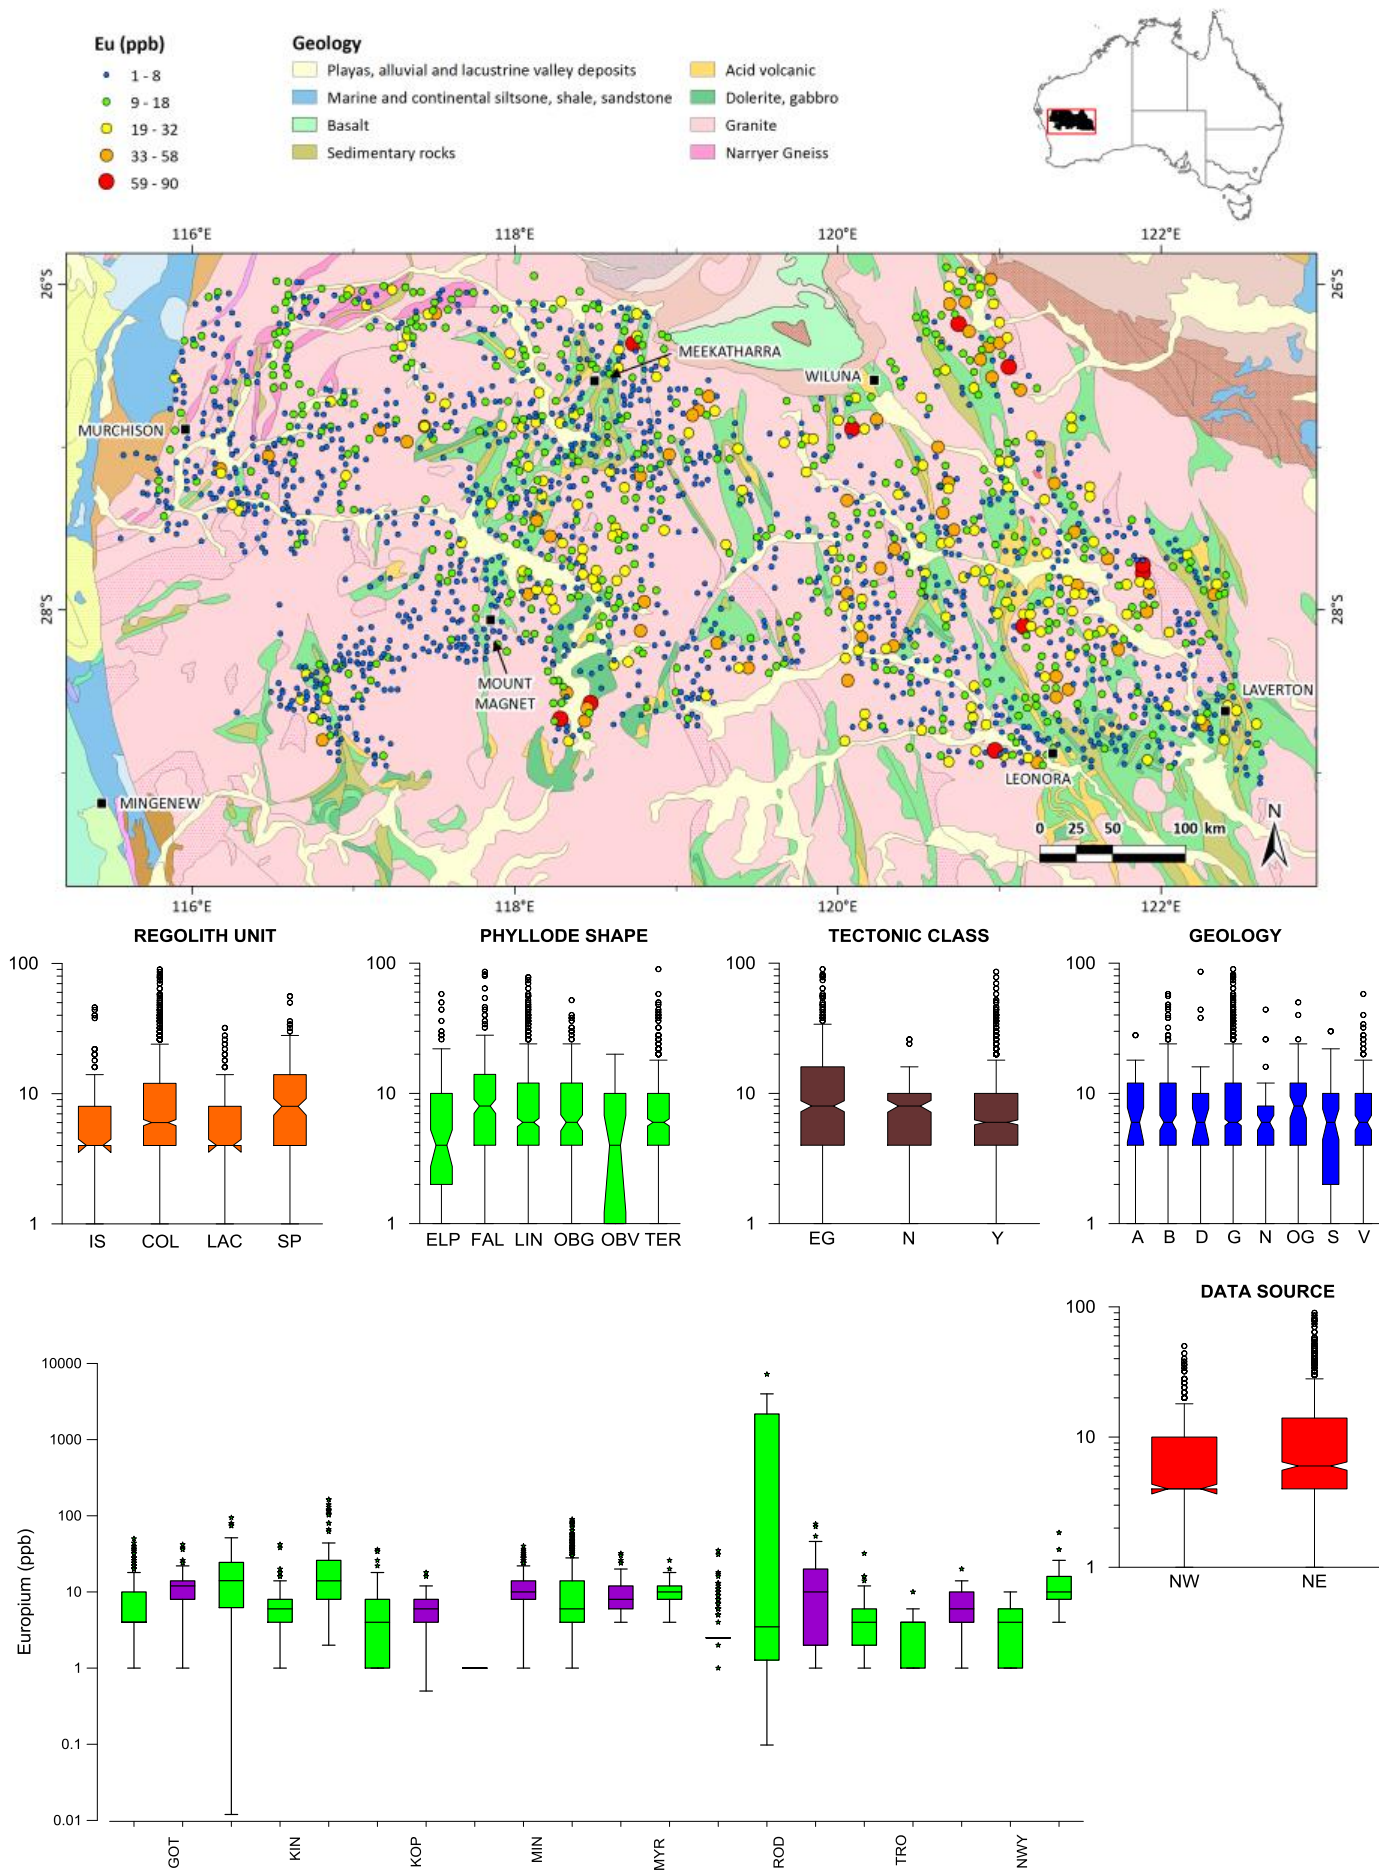 Eu (ppb)
1 - 8
9 - 18
19 - 32
33 - 58
59 - 90
Geology
Playas, alluvial and lacustrine valley deposits
Marine and continental siltsone, shale, sandstone
Basalt
Sedimentary rocks
Acid volcanic
Dolerite, gabbro
Granite
Narryer Gneiss
116°E 118°E 120°E 122°E
26°S 26°S
MEEKATHARRA
WILUNA
MURCHISON
28°S 28°S
MOUNT
MAGNET
LAVERTON
LEONORA
MINGENEW
N
0 25 50 100 km
116°E 118°E 120°E 122°E
REGOLITH UNIT
100
10
1
IS COL LAC SP
PHYLLODE SHAPE
100
10
1
ELP FAL LIN OBG OBV TER
TECTONIC CLASS
100
10
1
EG N Y
GEOLOGY
100
10
1
A B D G N OG S V
DATA SOURCE
100
10
1
NW NE
Europium (ppb)
10000
1000
100
10
1
0.1
0.01
GOT KIN KOP MIN MYR ROD TRO NWY